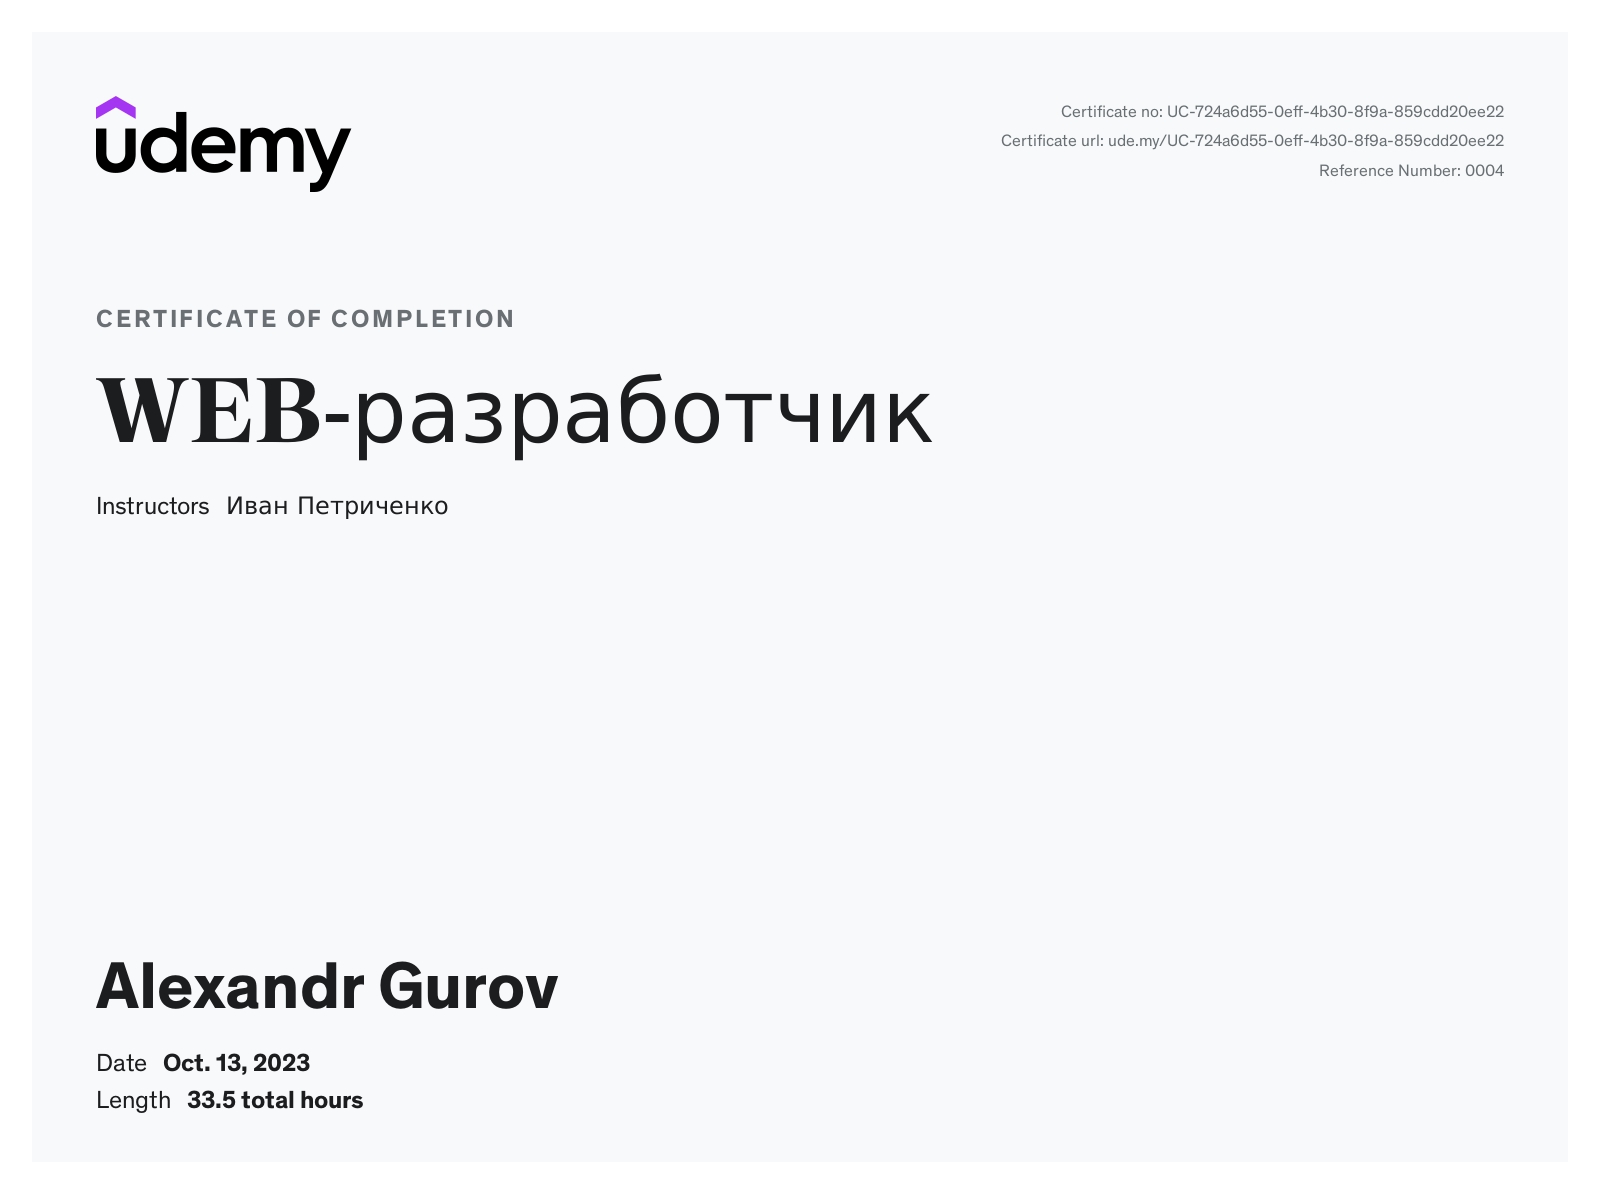 udemy
Certificate no: UC-724a6d55-0eff-4b30-8f9a-859cdd20ee22
Certificate url: ude.my/UC-724a6d55-0eff-4b30-8f9a-859cdd20ee22
Reference Number: 0004
CERTIFICATE OF COMPLETION
WEB-разработчик
Instructors Иван Петриченко
Alexandr Gurov
Date Oct. 13, 2023
Length 33.5 total hours